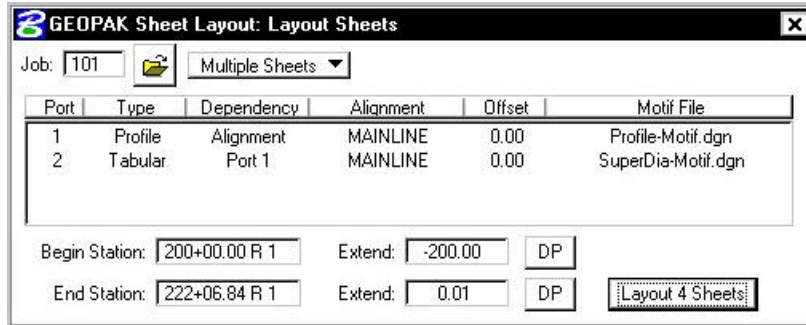 GEOPAK Sheet Layout: Layout Sheets
Job: 101 Multiple Sheets
Port Type Dependency Alignment Offset Motif File
1 Profile Alignment MAINLINE 0.00 Profile-Motif.dgn
2 Tabular Port 1 MAINLINE 0.00 SuperDia-Motif.dgn
Begin Station: 200+00.00 R 1 Extend: -200.00 DP
End Station: 222+06.84 R 1 Extend: 0.01 DP Layout 4 Sheets